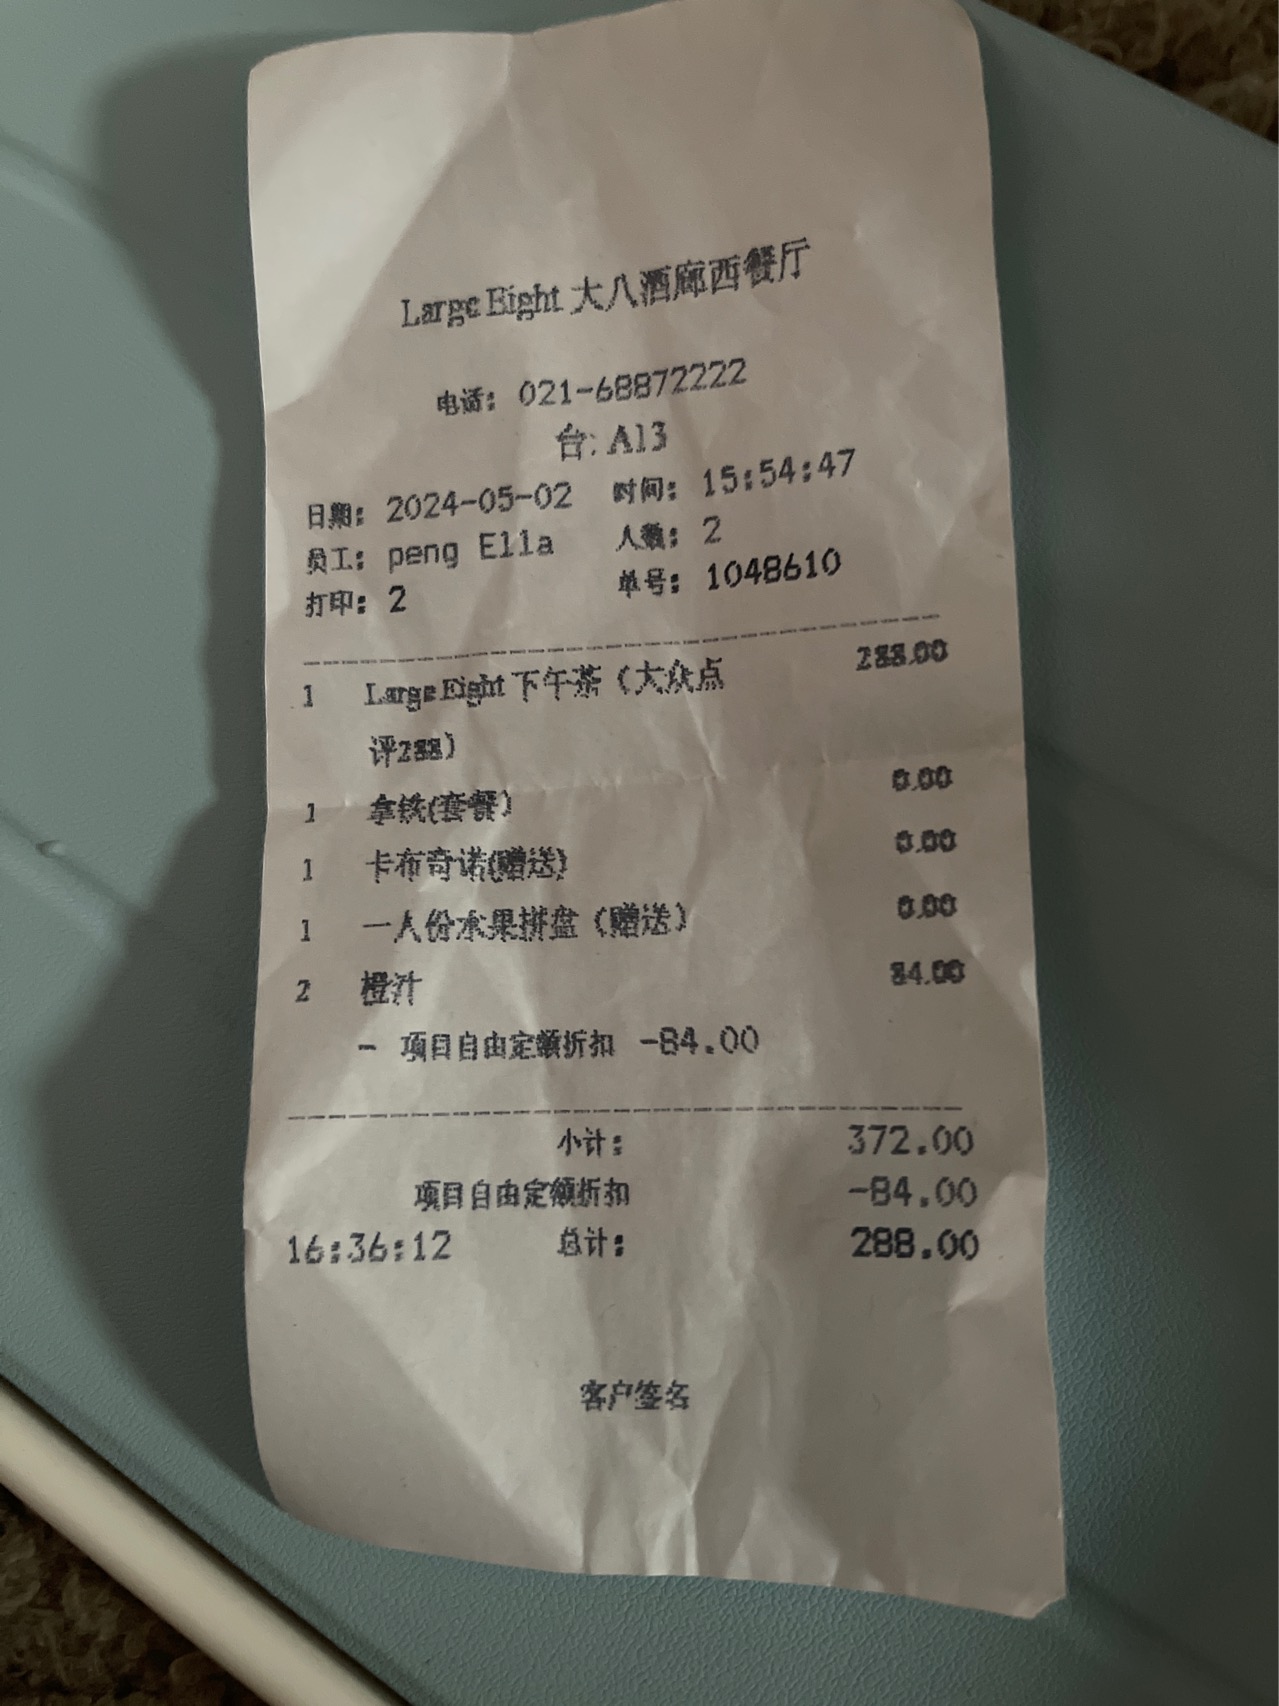 Large Eight 大八酒廊西餐厅
电话: 021-68872222
台: A13
日期: 2024-05-02 时间: 15:54:47
员工: peng Ella 人数: 2
打印: 2 单号: 1048610
1 Large Eight 下午茶（大众点 288.00
评288）
1 拿铁(套餐) 0.00
1 卡布奇诺(赠送) 0.00
1 一人份水果拼盘（赠送） 0.00
2 橙汁 84.00
- 项目自由定额折扣 -84.00
小计: 372.00
项目自由定额折扣 -84.00
16:36:12 总计: 288.00
客户签名